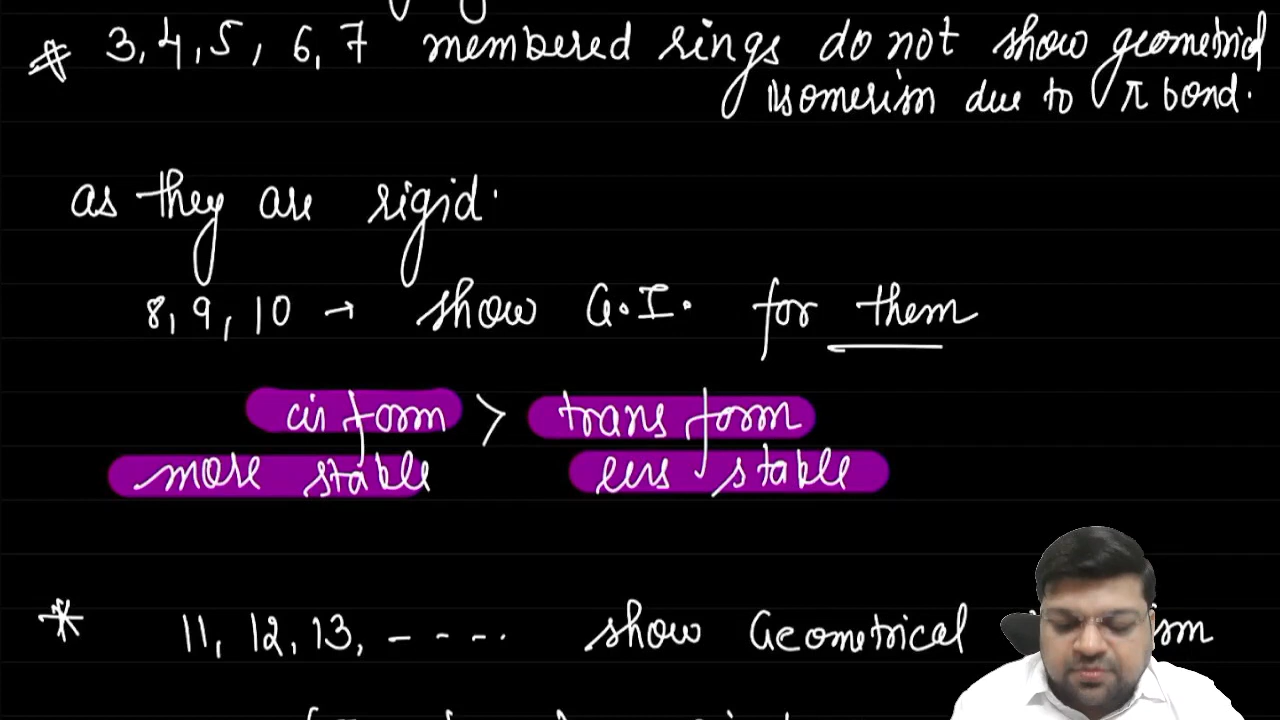 * 3, 4, 5, 6, 7 membered rings do not show geometrical
isomerism due to π bond.
as they are rigid.
8, 9, 10 → show G.I. for them
cis form > trans form
more stable less stable
* 11, 12, 13, ----- show Geometrical